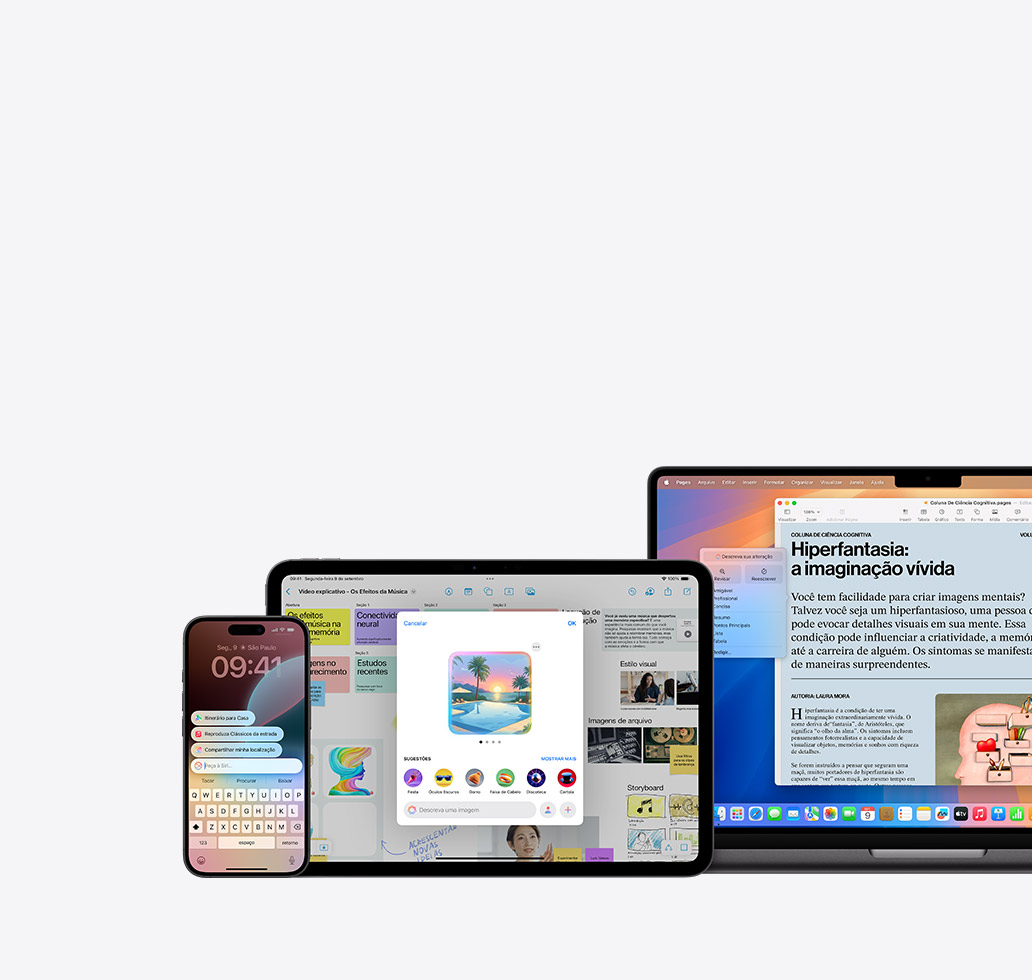 Seg., 9 São Paulo
09:41
Itinerário para Casa
Reproduza Clássicos da estrada
Compartilhar minha localização
Peça à Siri...
Tocar Procurar Baixar
Q W E R T Y U I O P
A S D F G H J K L
Z X C V B N M
123 espaço retorno
09:41 Segunda-feira 9 de setembro
100%
Vídeo explicativo - Os Efeitos da Música
Abertura
Seção 1
Seção 2
Seção 3
Os efeitos
música na
memória
Conectivida
neural
Seção 5
Estudos
recentes
Cancelar
OK
SUGESTÕES
MOSTRAR MAIS
Festa
Óculos Escuros
Gorro
Faixa de Cabelo
Discoteca
Cartola
Descreva uma imagem
Estilo visual
Imagens de arquivo
Storyboard
ACRESCENTAR
NOVAS
IDEIAS
Pages Arquivo Editar Inserir Formatar Organizar Visualizar Janela Ajuda
Coluna De Ciência Cognitiva.pages
Visualizar
Zoom
Adicionar Página
Inserir
Tabela
Gráfico
Texto
Forma
Mídia
Comentário
Descreva sua alteração
Revisar
Reescrever
Amigável
Profissional
Concisa
Resumo
Pontos Principais
Lista
Tabela
Redigir...
COLUNA DE CIÊNCIA COGNITIVA
VOLU
Hiperfantasia:
a imaginação vívida
Você tem facilidade para criar imagens mentais?
Talvez você seja um hiperfantasioso, uma pessoa
pode evocar detalhes visuais em sua mente. Essa
condição pode influenciar a criatividade, a memó
até a carreira de alguém. Os sintomas se manifesta
de maneiras surpreendentes.
AUTORIA: LAURA MORA
Hiperfantasia é a condição de ter uma
imaginação extraordinariamente vívida. O
nome deriva de "fantasia", de Aristóteles, que
significa "o olho da alma". Os sintomas incluem
pensamentos fotorrealistas e a capacidade de
visualizar objetos, memórias e sonhos com riqueza
de detalhes.
Se forem instruídos a pensar que seguram uma
maçã, muitos portadores de hiperfantasia são
capazes de "ver" essa maçã, ao mesmo tempo em
9
tv